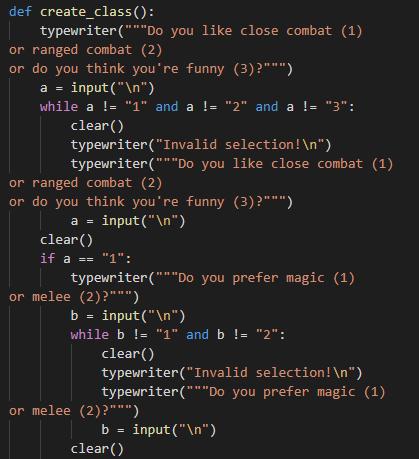 def create_class():
    typewriter("""Do you like close combat (1)
or ranged combat (2)
or do you think you're funny (3)?""")
    a = input("\n")
    while a != "1" and a != "2" and a != "3":
        clear()
        typewriter("Invalid selection!\n")
        typewriter("""Do you like close combat (1)
or ranged combat (2)
or do you think you're funny (3)?""")
        a = input("\n")
    clear()
    if a == "1":
        typewriter("""Do you prefer magic (1)
or melee (2)?""")
        b = input("\n")
        while b != "1" and b != "2":
            clear()
            typewriter("Invalid selection!\n")
            typewriter("""Do you prefer magic (1)
or melee (2)?""")
            b = input("\n")
        clear()